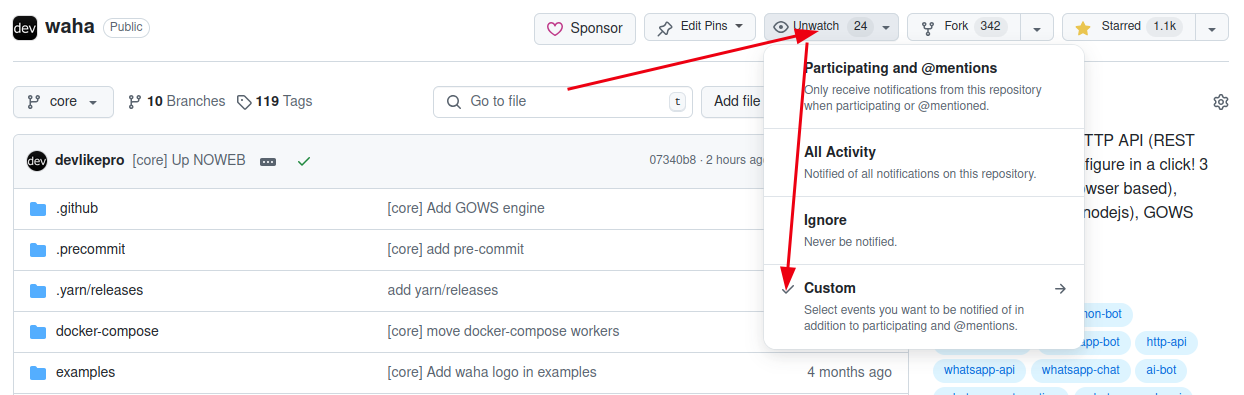 dev waha Public Sponsor Edit Pins Unwatch 24 Fork 342 Starred 1.1k
core 10 Branches 119 Tags Go to file t Add file
Participating and @mentions
Only receive notifications from this repository
when participating or @mentioned.
All Activity
Notified of all notifications on this repository.
Ignore
Never be notified.
Custom
Select events you want to be notified of in
addition to participating and @mentions.
dev devlikepro [core] Up NOWEB 07340b8 · 2 hours ag
.github [core] Add GOWS engine
.precommit [core] add pre-commit
.yarn/releases add yarn/releases
docker-compose [core] move docker-compose workers
examples [core] Add waha logo in examples 4 months ago
TTP API (REST
figure in a click! 3
wser based),
nodejs), GOWS
non-bot
app-bot http-api
whatsapp-api whatsapp-chat ai-bot